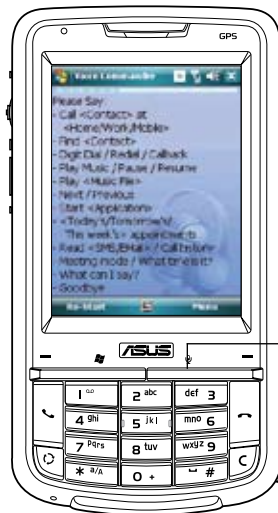 GPS
Voice Commander
Please Say:
- Call <Contact> at
<Home/Work/Mobile>
- Find <Contact>
- Digit Dial / Redial / Callback
- Play Music / Pause / Resume
- Play <Music File>
- Next / Previous
- Start <Application>
- <Today's/Tomorrow's/
This week's> appointments
- Read <SMS/EMail> / Call history
- Meeting mode / What time is it?
- What can I say?
- Goodbye
Re-Start
Menu
ASUS
1
2 abc
def 3
4 ghi
5 jkl
mno 6
7 Pqrs
8 tuv
wxyz 9
* a/A
0 +
#
C